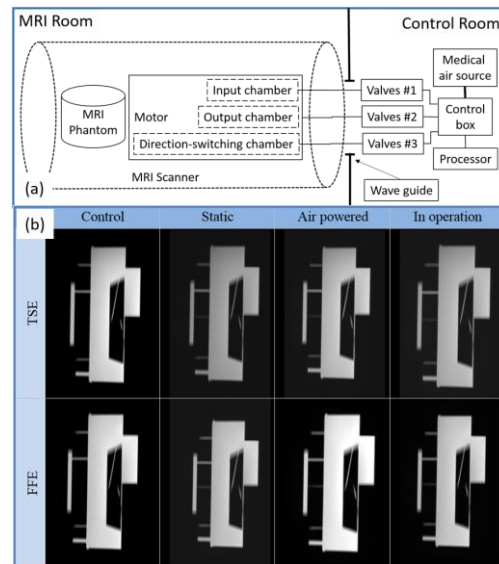 MRI Room
Control Room
Medical
air source
Input chamber
Valves #1
MRI
Phantom
Motor
Output chamber
Valves #2
Control
box
Direction-switching chamber
Valves #3
MRI Scanner
Wave guide
Processor
(a)
(b)
Control
Static
Air powered
In operation
TSE
FFE